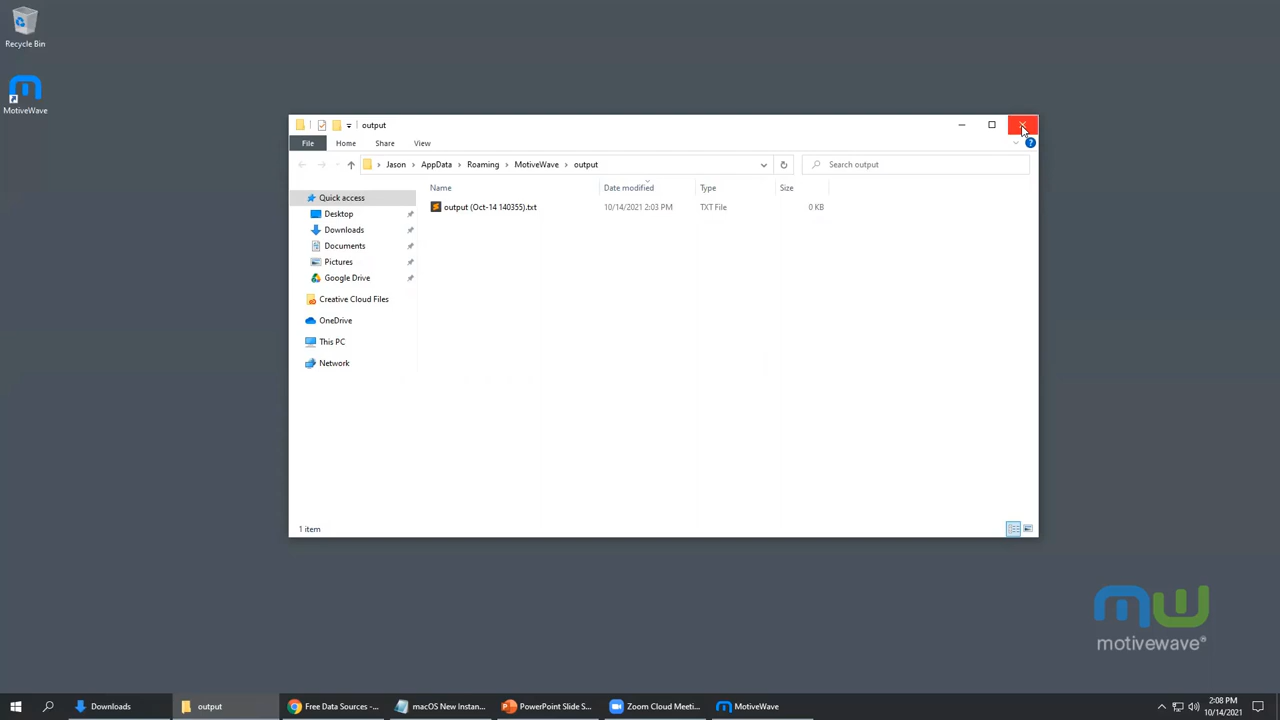 Recycle Bin
MotiveWave
output
File Home Share View
Jason AppData Roaming MotiveWave output
Search output
Name Date modified Type Size
output (Oct-14 140355).txt 10/14/2021 2:03 PM TXT File 0 KB
Quick access
Desktop
Downloads
Documents
Pictures
Google Drive
Creative Cloud Files
OneDrive
This PC
Network
1 item
mw
motivewave®
Downloads
output
Free Data Sources - ...
macOS New Instan...
PowerPoint Slide S...
Zoom Cloud Meeti...
MotiveWave
2:08 PM
10/14/2021